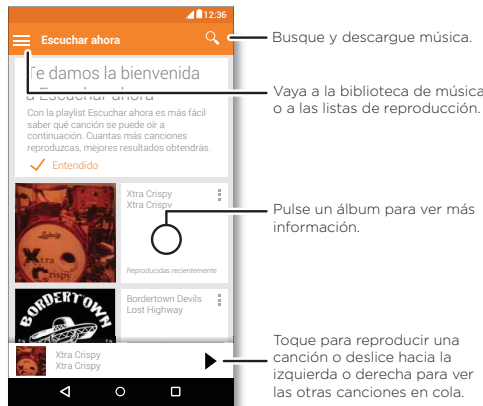 12:36
Escuchar ahora
Te damos la bienvenida
a Escuchar ahora
Con la playlist Escuchar ahora es más fácil
saber qué canción se puede oír a
continuación. Cuantas más canciones
reproduzcas, mejores resultados obtendrás.
Entendido
Ludwig
Xtra
Crispy
Xtra Crispy
Xtra Crispy
Reproducidas recientemente
BORDERTOWN
Bordertown Devils
Lost Highway
Xtra Crispy
Xtra Crispy
Busque y descargue música.
Vaya a la biblioteca de música
o a las listas de reproducción.
Pulse un álbum para ver más
información.
Toque para reproducir una
canción o deslice hacia la
izquierda o derecha para ver
las otras canciones en cola.